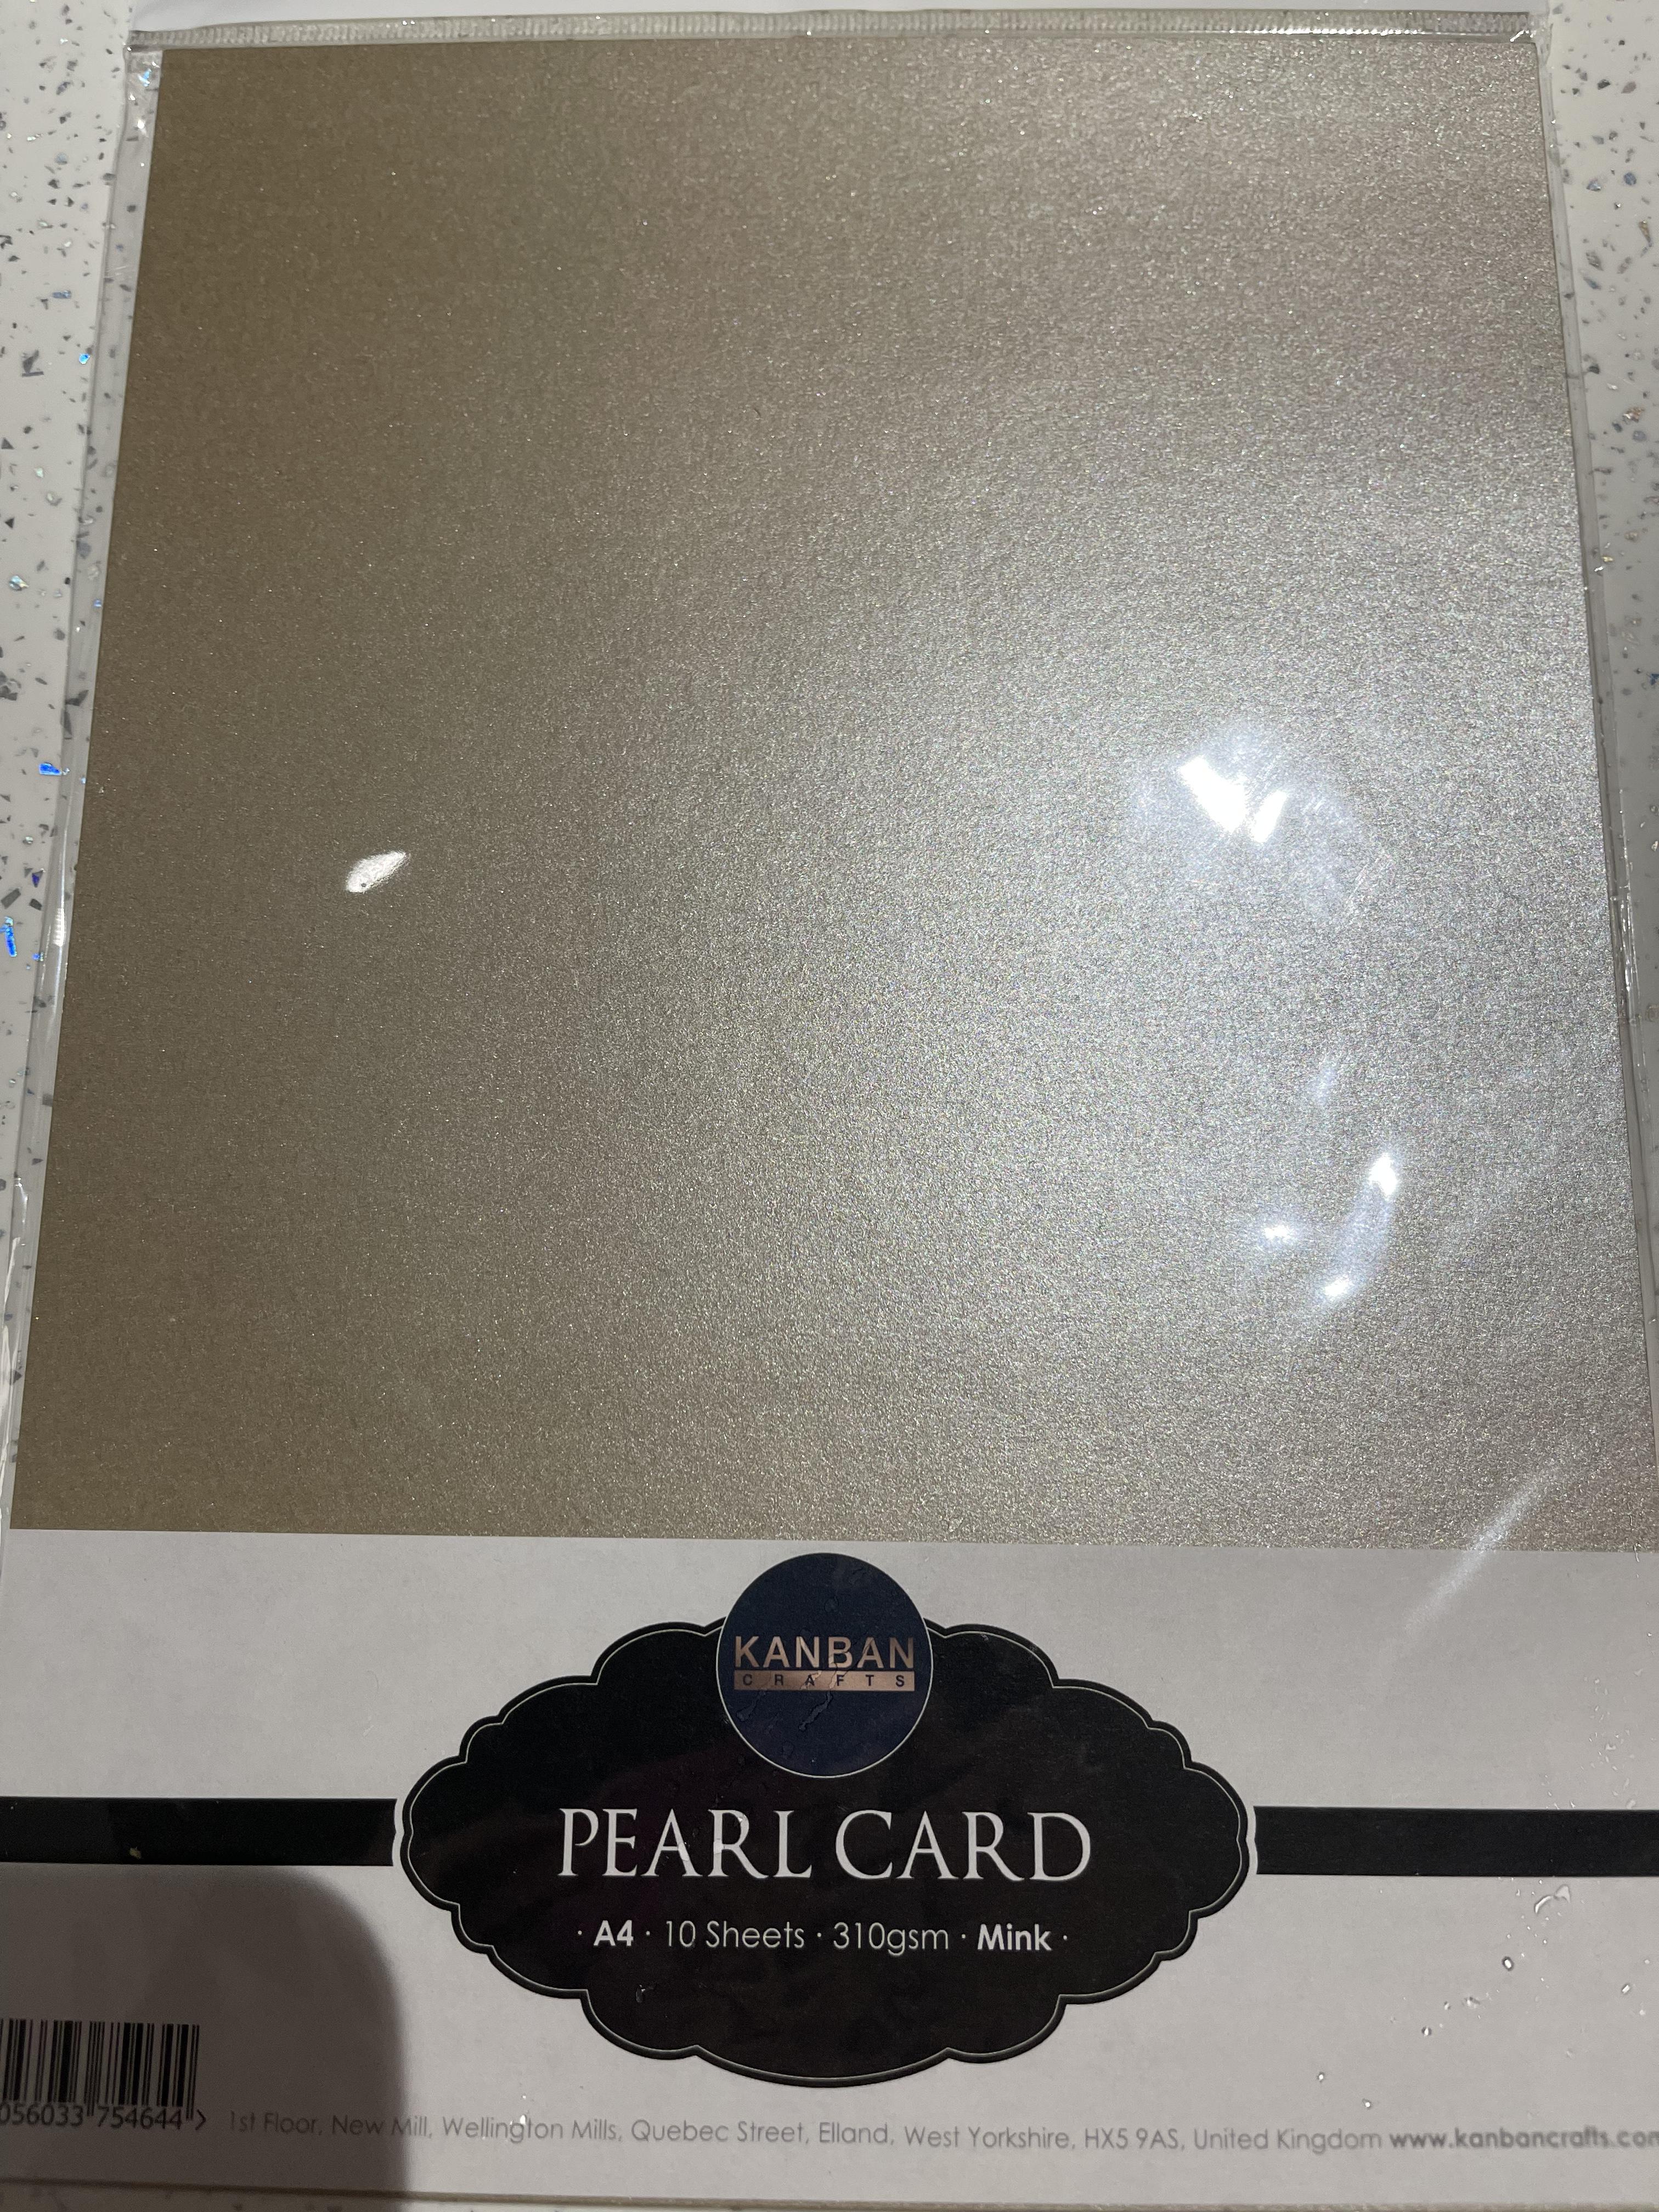 KANBAN
CRAFTS
PEARL CARD
· A4 · 10 Sheets · 310gsm · Mink ·
056033 754644 >
1st Floor, New Mill, Wellington Mills, Quebec Street, Elland, West Yorkshire, HX5 9AS, United Kingdom www.kanbancrafts.com